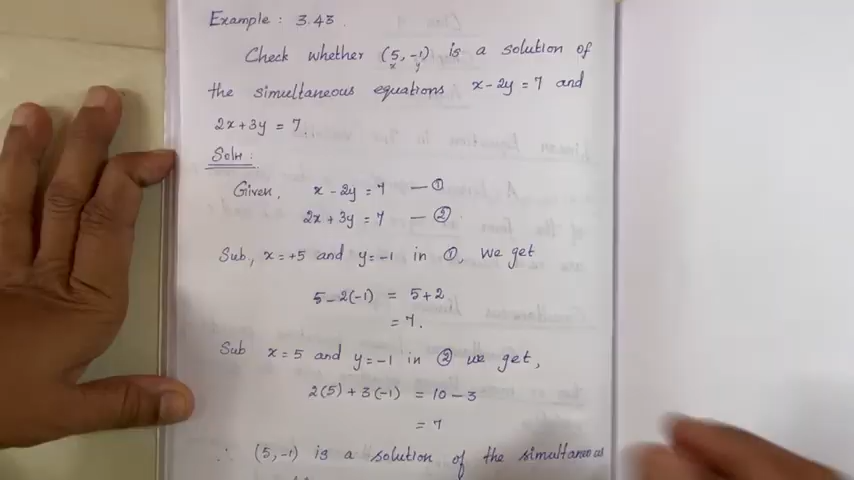 Example : 3.43.
Check whether (5, -1) is a solution of
x y
the simultaneous equations x - 2y = 7 and
2x + 3y = 7.
Soln :
Given, x - 2y = 7 — ①
2x + 3y = 7 — ②.
Sub, x = +5 and y = -1 in ①, we get
5 - 2(-1) = 5 + 2
= 7.
Sub x = 5 and y = -1 in ② we get,
2(5) + 3(-1) = 10 - 3
= 7
∴ (5, -1) is a solution of the simultaneous